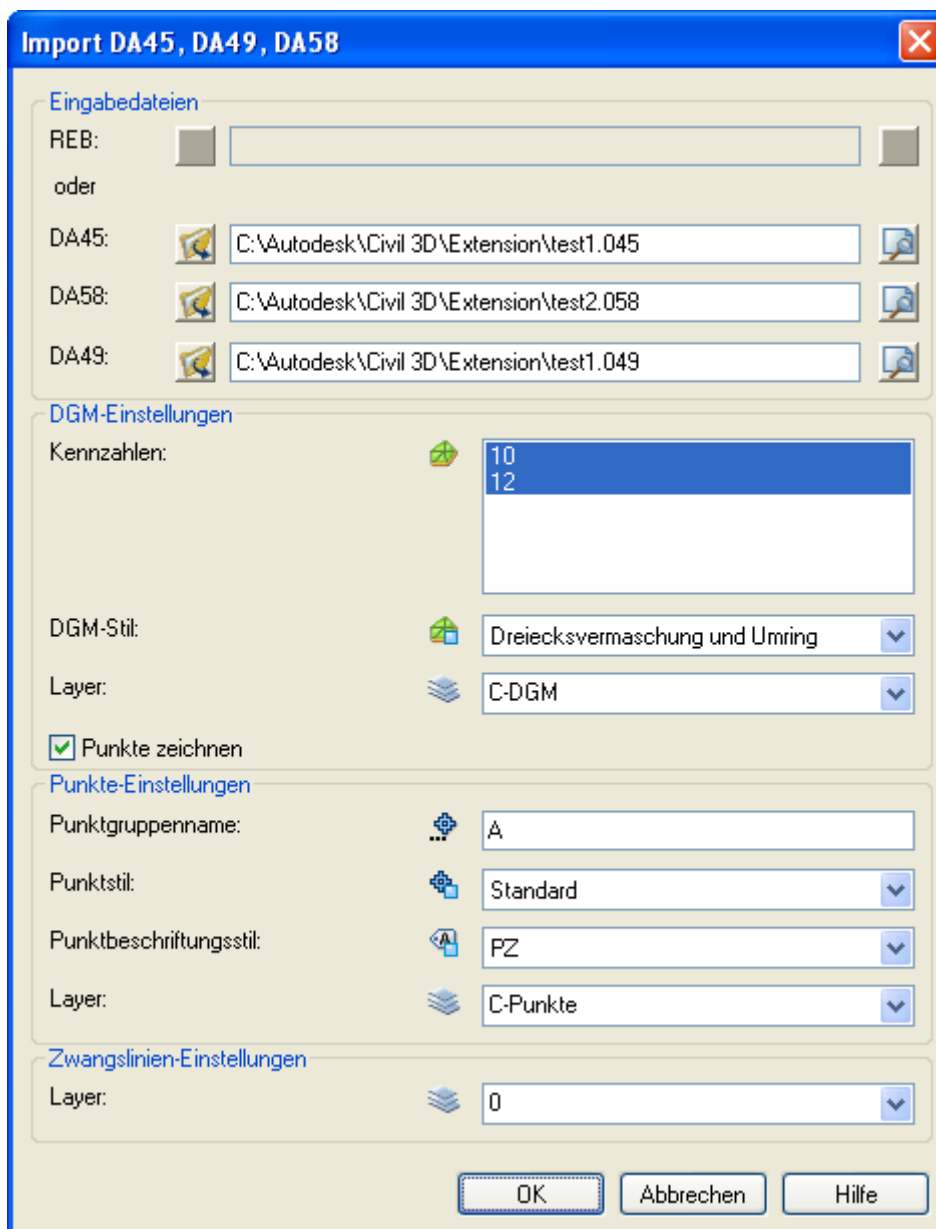 Import DA45, DA49, DA58
Eingabedateien
REB:
oder
DA45: C:\Autodesk\Civil 3D\Extension\test1.045
DA58: C:\Autodesk\Civil 3D\Extension\test2.058
DA49: C:\Autodesk\Civil 3D\Extension\test1.049
DGM-Einstellungen
Kennzahlen: 10
12
DGM-Stil: Dreiecksvermaschung und Umring
Layer: C-DGM
Punkte zeichnen
Punkte-Einstellungen
Punktgruppenname: A
Punktstil: Standard
Punktbeschriftungsstil: PZ
Layer: C-Punkte
Zwangslinien-Einstellungen
Layer: 0
OK Abbrechen Hilfe